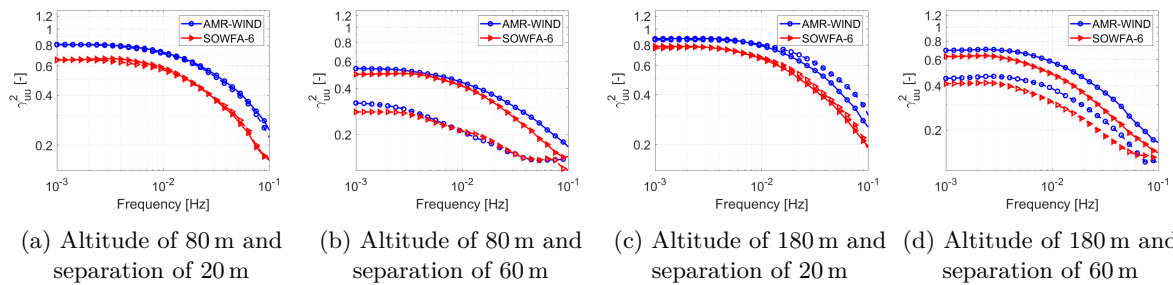 1.2
1
0.8
0.6
0.4
0.2
γ²uu [-]
10⁻³ 10⁻² 10⁻¹
Frequency [Hz]
AMR-WIND
SOWFA-6
(a) Altitude of 80 m and
separation of 20 m
1.2
1
0.8
0.6
0.4
0.2
γ²uu [-]
10⁻³ 10⁻² 10⁻¹
Frequency [Hz]
AMR-WIND
SOWFA-6
(b) Altitude of 80 m and
separation of 60 m
1.2
1
0.8
0.6
0.4
0.2
γ²uu [-]
10⁻³ 10⁻² 10⁻¹
Frequency [Hz]
AMR-WIND
SOWFA-6
(c) Altitude of 180 m and
separation of 20 m
1.2
1
0.8
0.6
0.4
0.2
γ²uu [-]
10⁻³ 10⁻² 10⁻¹
Frequency [Hz]
AMR-WIND
SOWFA-6
(d) Altitude of 180 m and
separation of 60 m